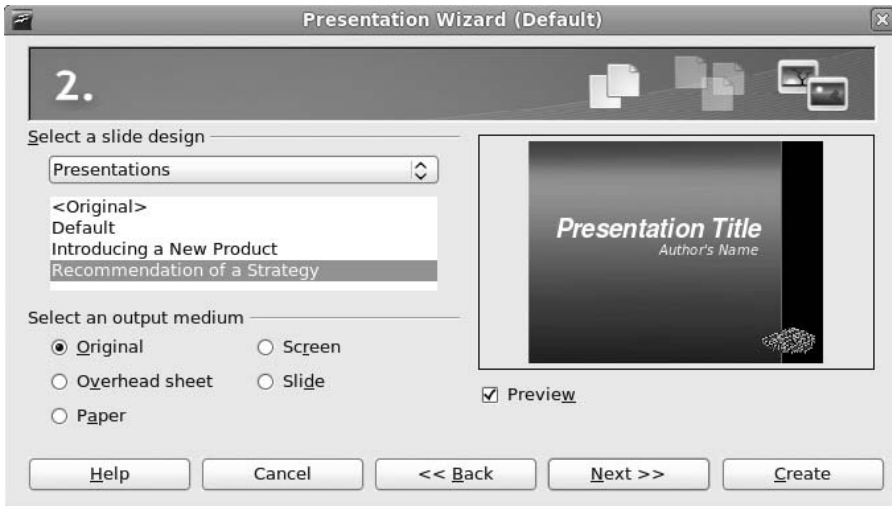 Presentation Wizard (Default)
2.
Select a slide design
Presentations
<Original>
Default
Introducing a New Product
Recommendation of a Strategy
Presentation Title
Author's Name
Select an output medium
Original
Screen
Overhead sheet
Slide
Paper
Preview
Help
Cancel
<< Back
Next >>
Create